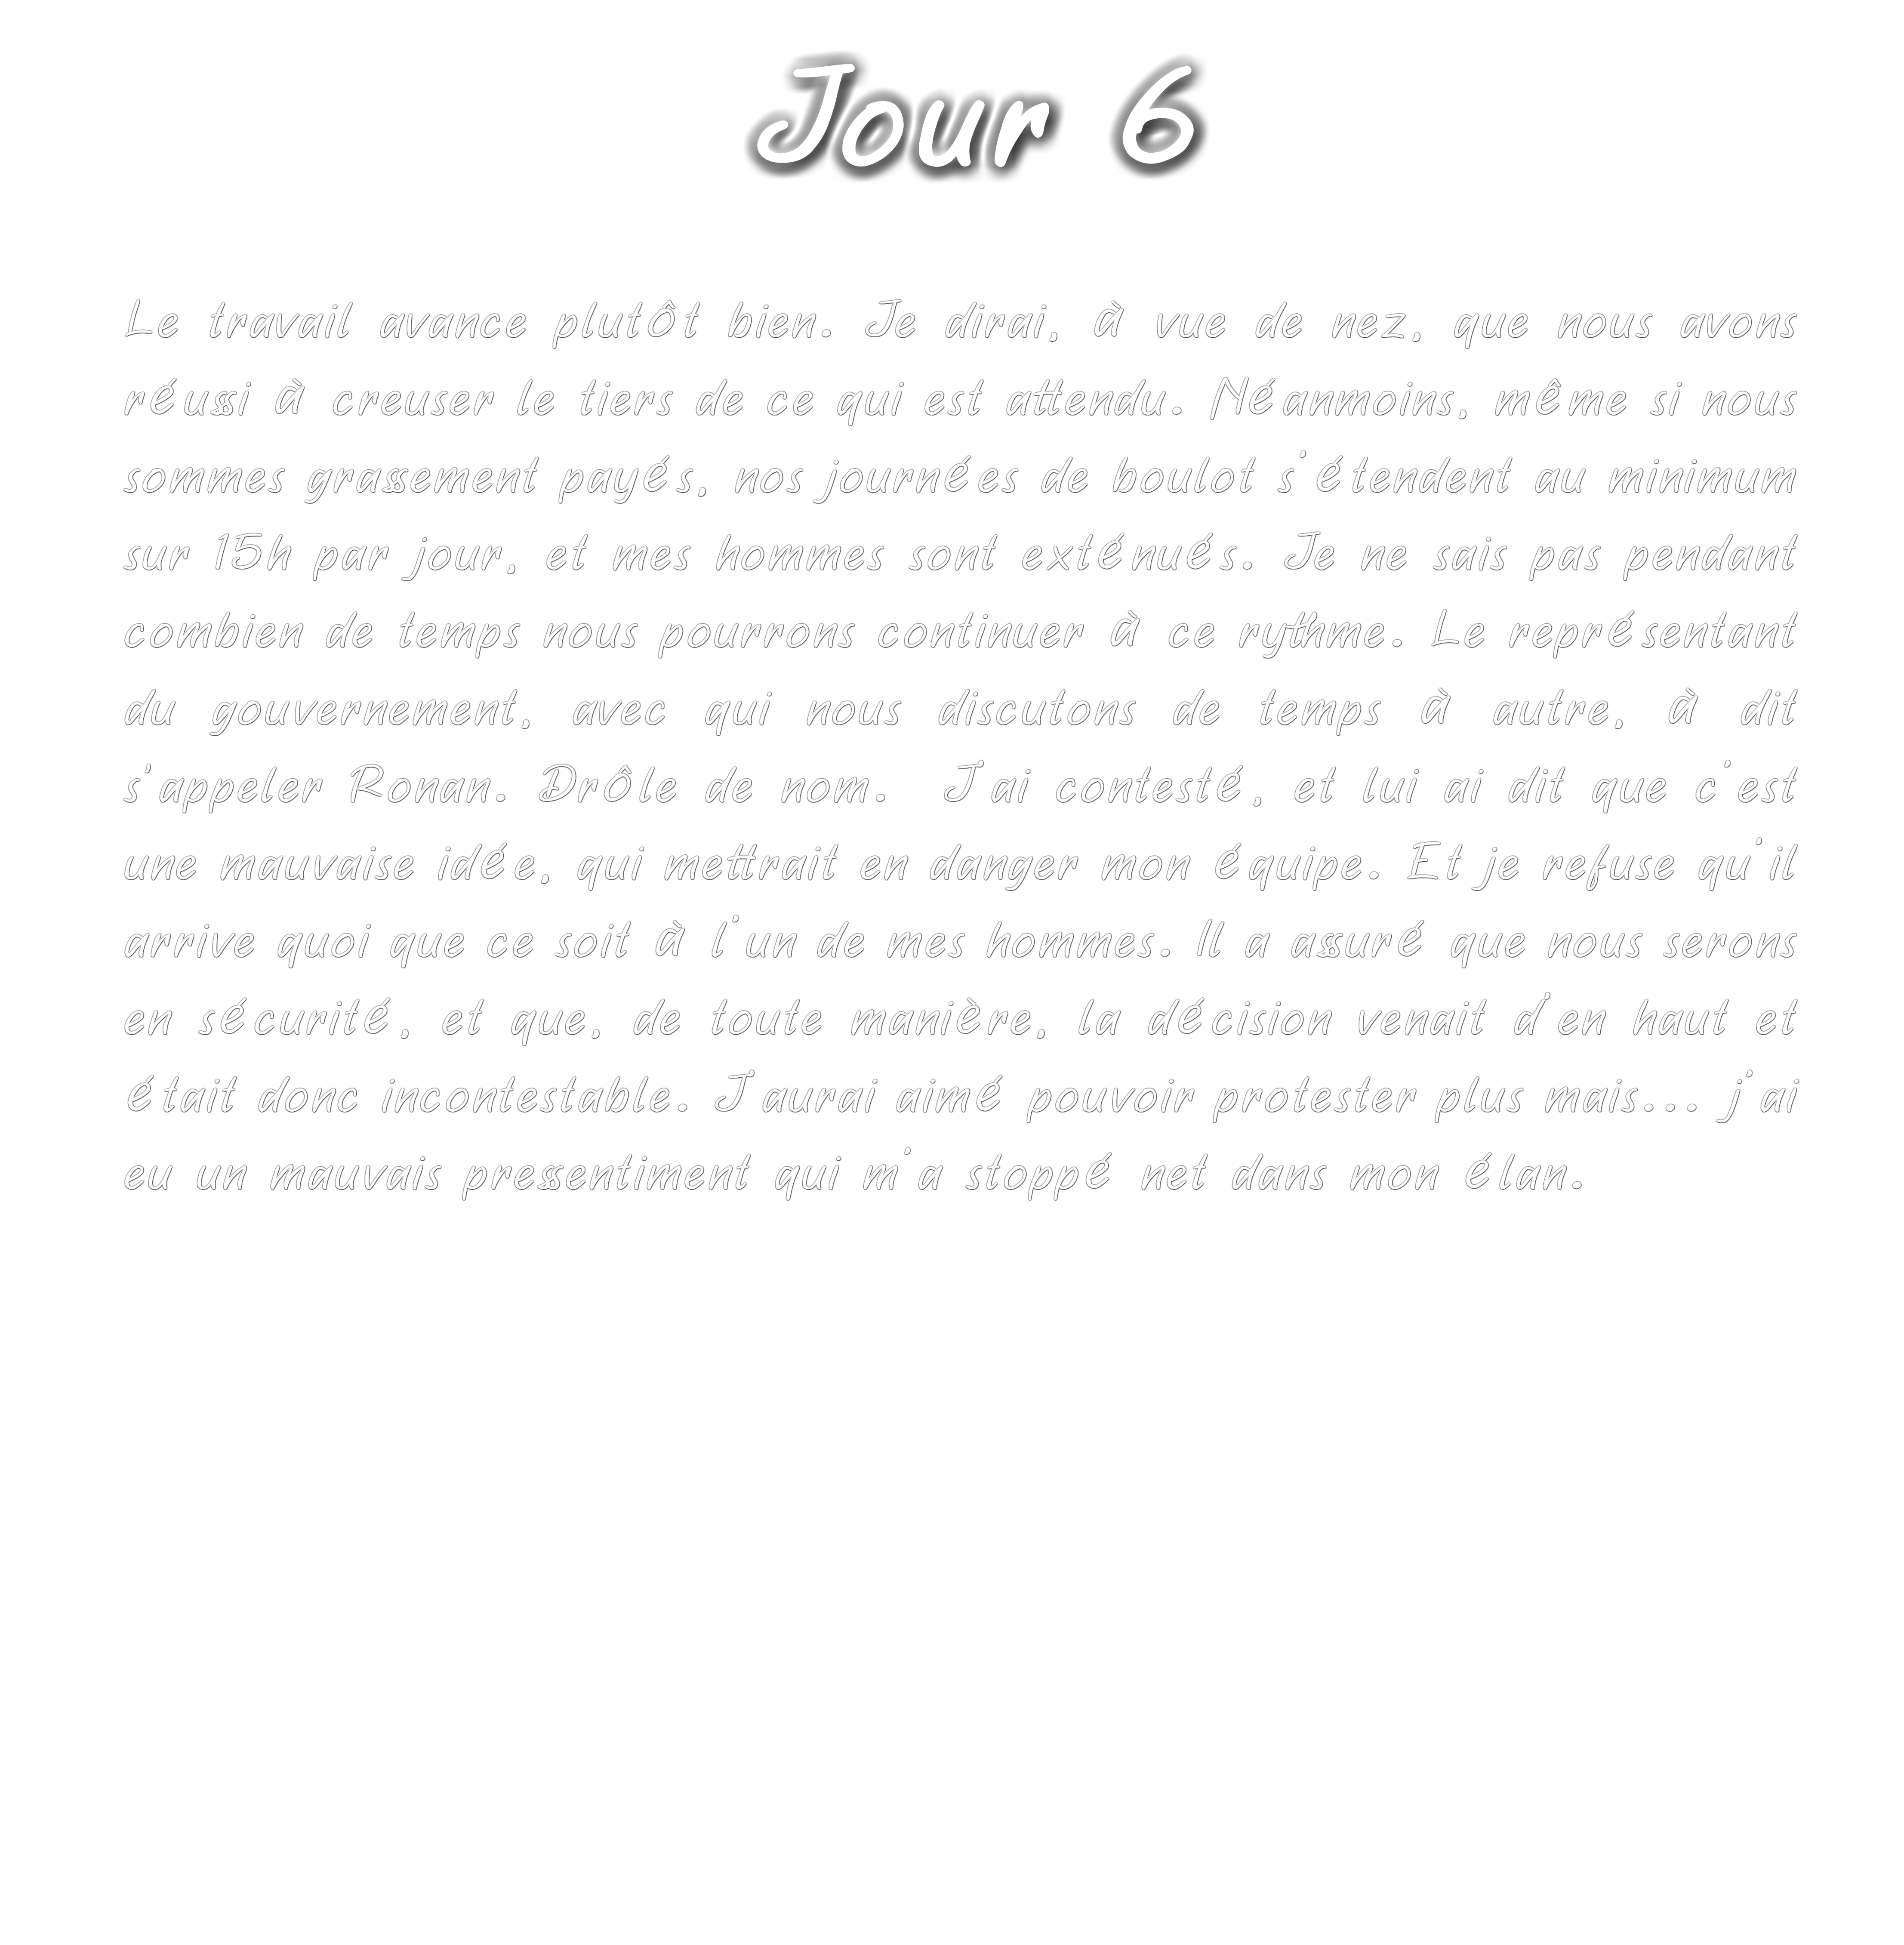 Jour 6
Le travail avance plutôt bien. Je dirai, à vue de nez, que nous avons
réussi à creuser le tiers de ce qui est attendu. Néanmoins, même si nous
sommes grassement payés, nos journées de boulot s'étendent au minimum
sur 15h par jour, et mes hommes sont exténués. Je ne sais pas pendant
combien de temps nous pourrons continuer à ce rythme. Le représentant
du gouvernement, avec qui nous discutons de temps à autre, à dit
s'appeler Ronan. Drôle de nom. J'ai contesté, et lui ai dit que c'est
une mauvaise idée, qui mettrait en danger mon équipe. Et je refuse qu'il
arrive quoi que ce soit à l'un de mes hommes. Il a assuré que nous serons
en sécurité, et que, de toute manière, la décision venait d'en haut et
était donc incontestable. J'aurai aimé pouvoir protester plus mais... j'ai
eu un mauvais pressentiment qui m'a stoppé net dans mon élan.